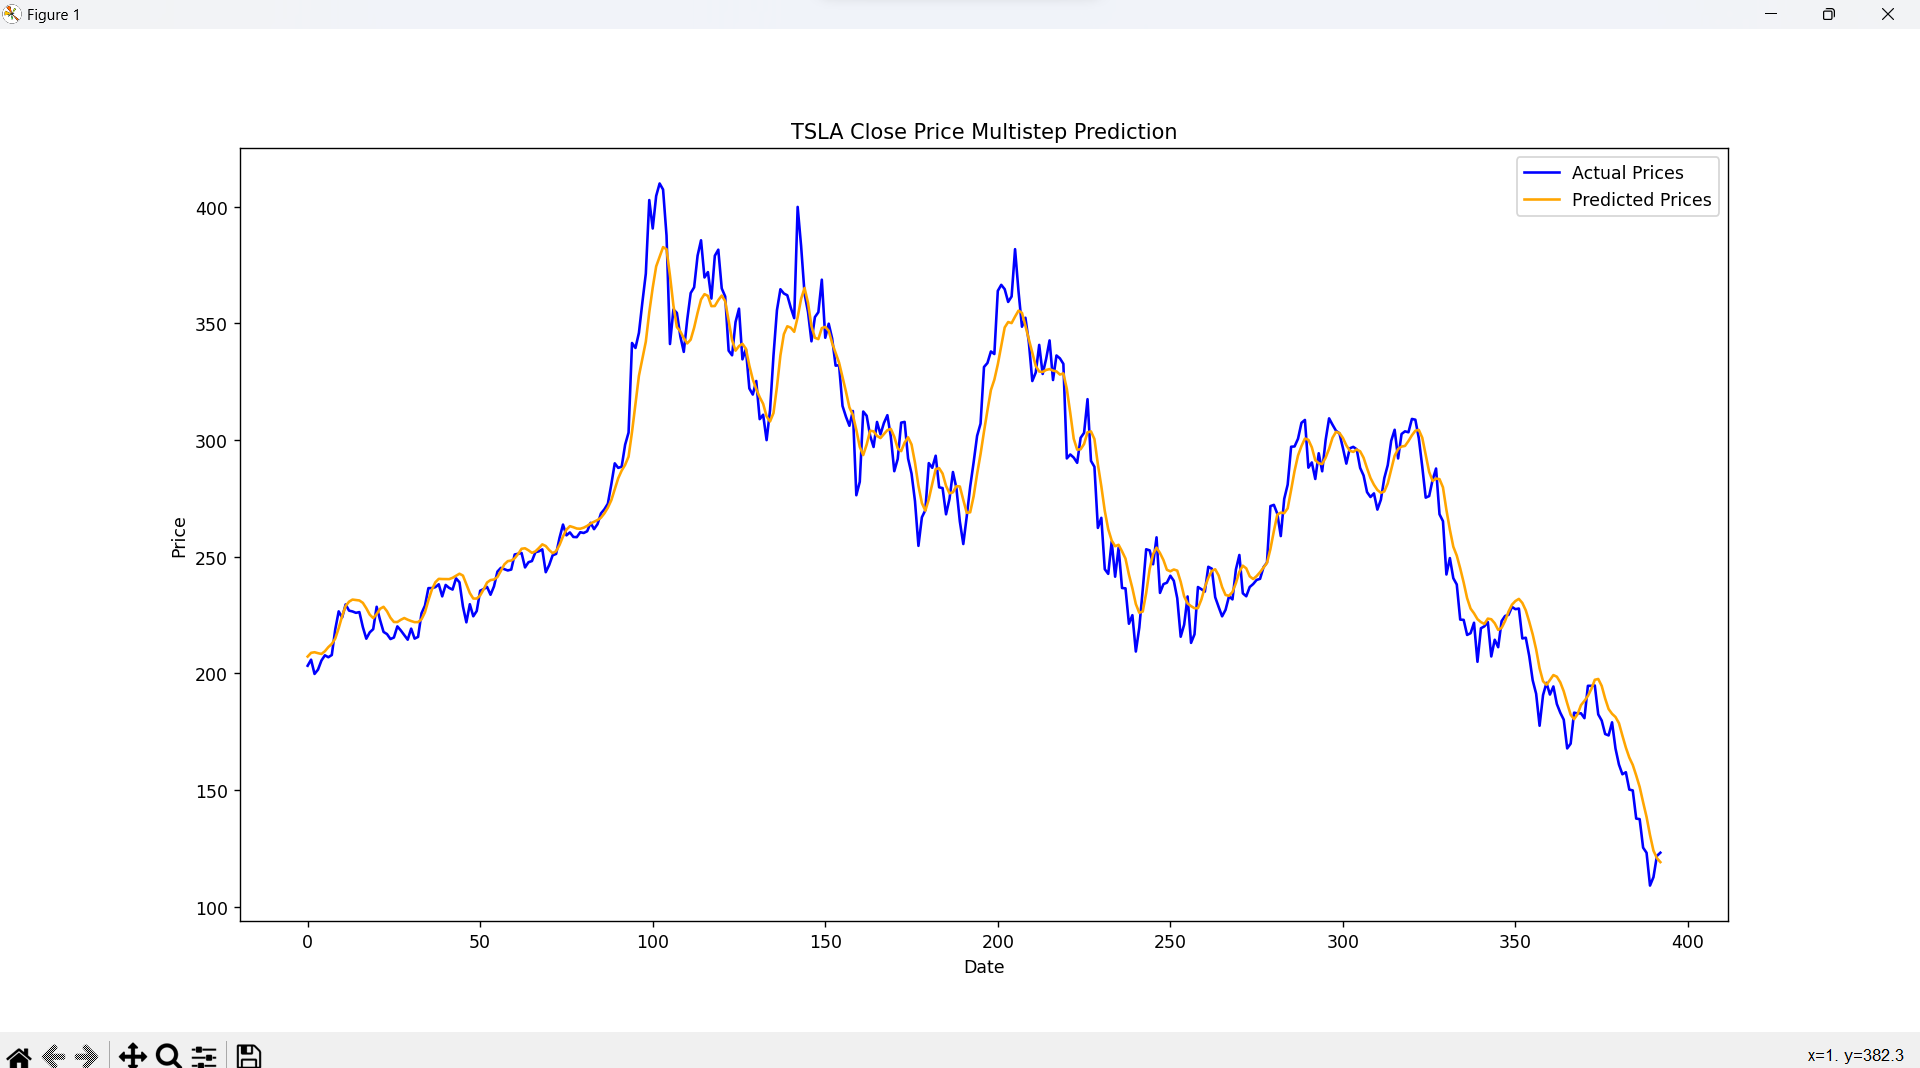 Figure 1
TSLA Close Price Multistep Prediction
Actual Prices
Predicted Prices
400
350
300
250
200
150
100
Price
0 50 100 150 200 250 300 350 400
Date
x=1. y=382.3